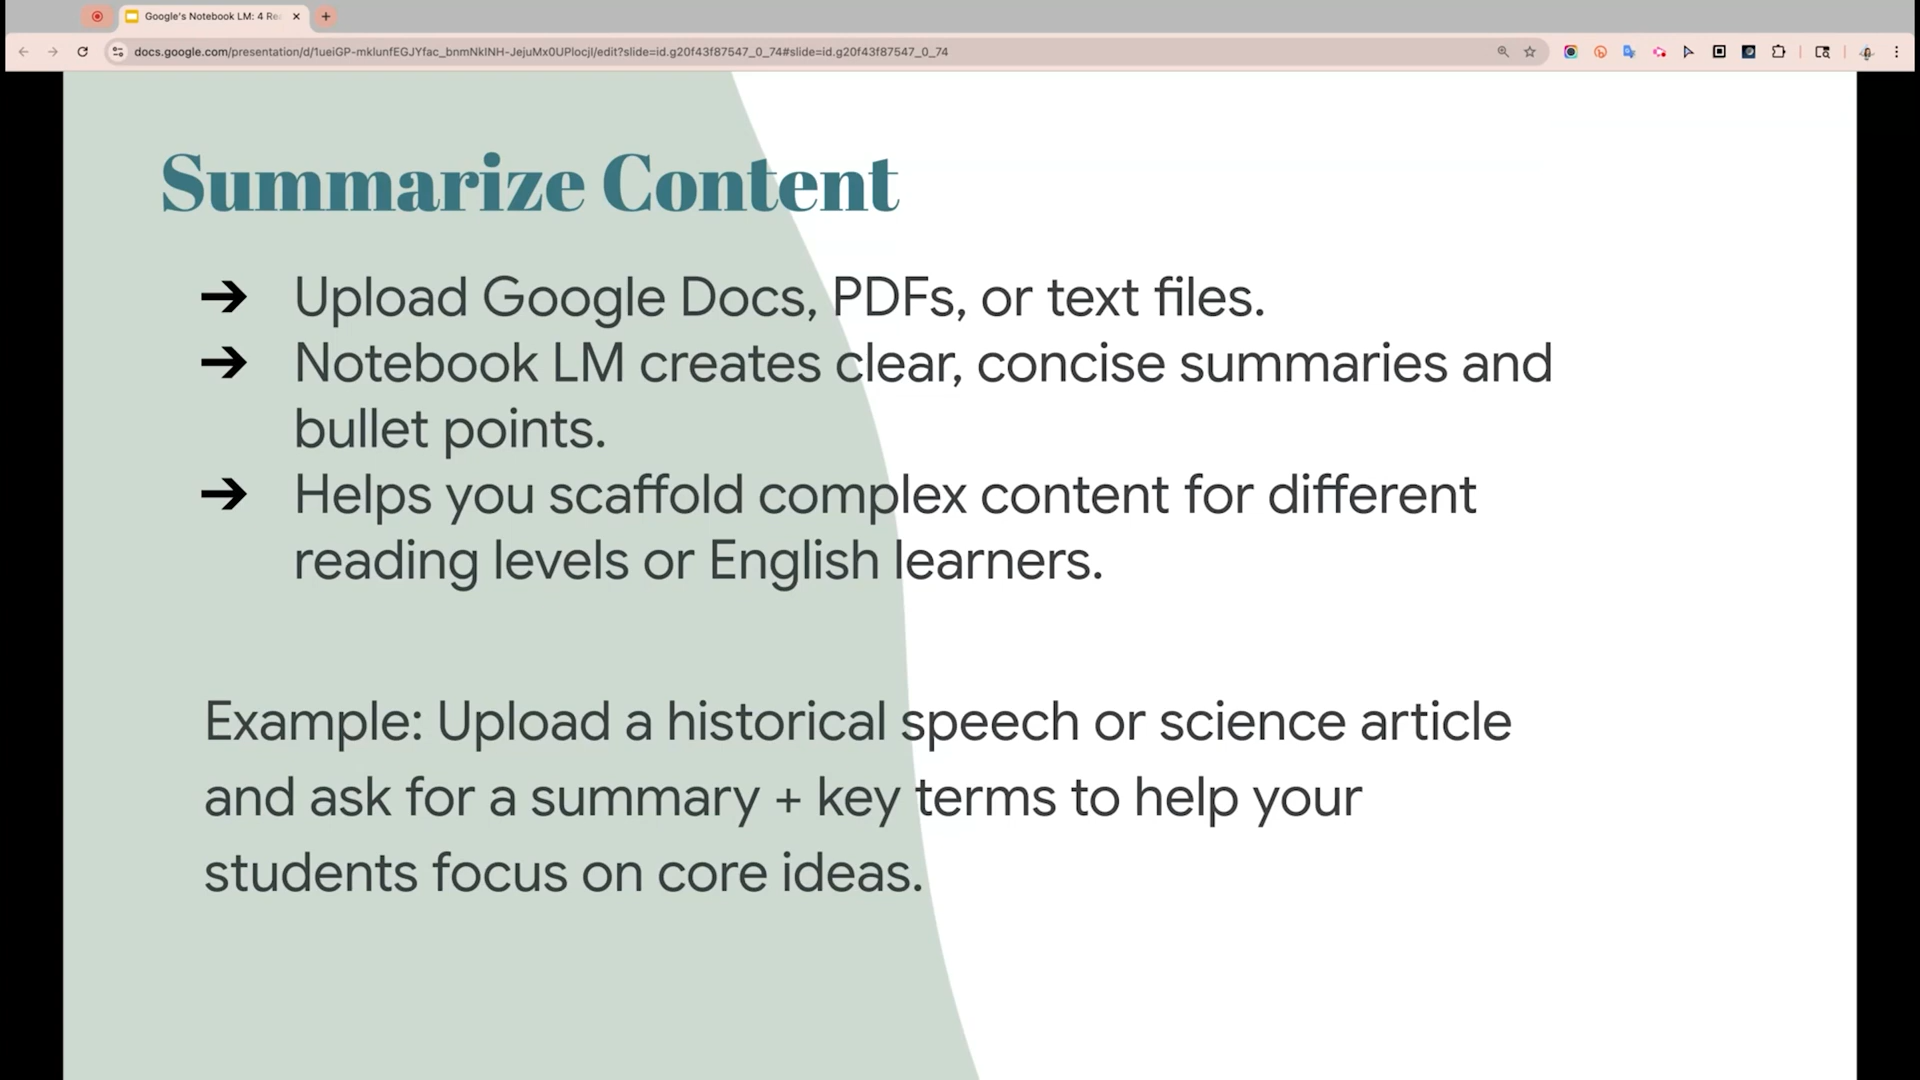 Google's Notebook LM: 4 Rea
docs.google.com/presentation/d/1ueiGP-mklunfEGJYfac_bnmNkINH-JejuMx0UPlocjI/edit?slide=id.g20f43f87547_0_74#slide=id.g20f43f87547_0_74
Summarize Content
➔ Upload Google Docs, PDFs, or text files.
➔ Notebook LM creates clear, concise summaries and
bullet points.
➔ Helps you scaffold complex content for different
reading levels or English learners.
Example: Upload a historical speech or science article
and ask for a summary + key terms to help your
students focus on core ideas.